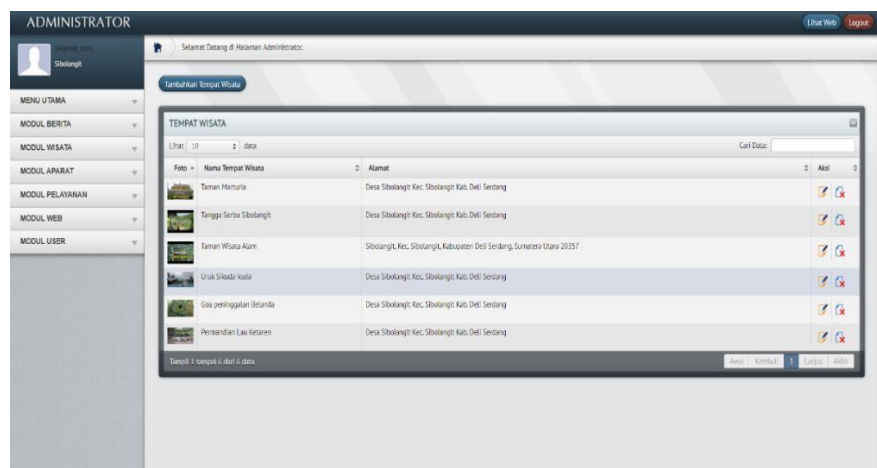 ADMINISTRATOR
Lihat Web Logout
Sibolangit
Selamat Datang di Halaman Administrator.
Tambahkan Tempat Wisata
MENU UTAMA
MODUL BERITA
MODUL WISATA
MODUL APARAT
MODUL PELAYANAN
MODUL WEB
MODUL USER
TEMPAT WISATA
Lihat 10 data Cari Data:
Foto Nama Tempat Wisata Alamat Aksi
Taman Marturia Desa Sibolangit Kec. Sibolangit Kab. Deli Serdang
Tangga Seribu Sibolangit Desa Sibolangit Kec. Sibolangit Kab. Deli Serdang
Taman Wisata Alam Sibolangit, Kec. Sibolangit, Kabupaten Deli Serdang, Sumatera Utara 20357
Uruk Sikuda-kuda Desa Sibolangit Kec. Sibolangit Kab. Deli Serdang
Goa peninggalan Belanda Desa Sibolangit Kec. Sibolangit Kab. Deli Serdang
Permandian Lau Ketaren Desa Sibolangit Kec. Sibolangit Kab. Deli Serdang
Tampil 1 sampai 6 dari 6 data Awal Kembali 1 Lanjut Akhir